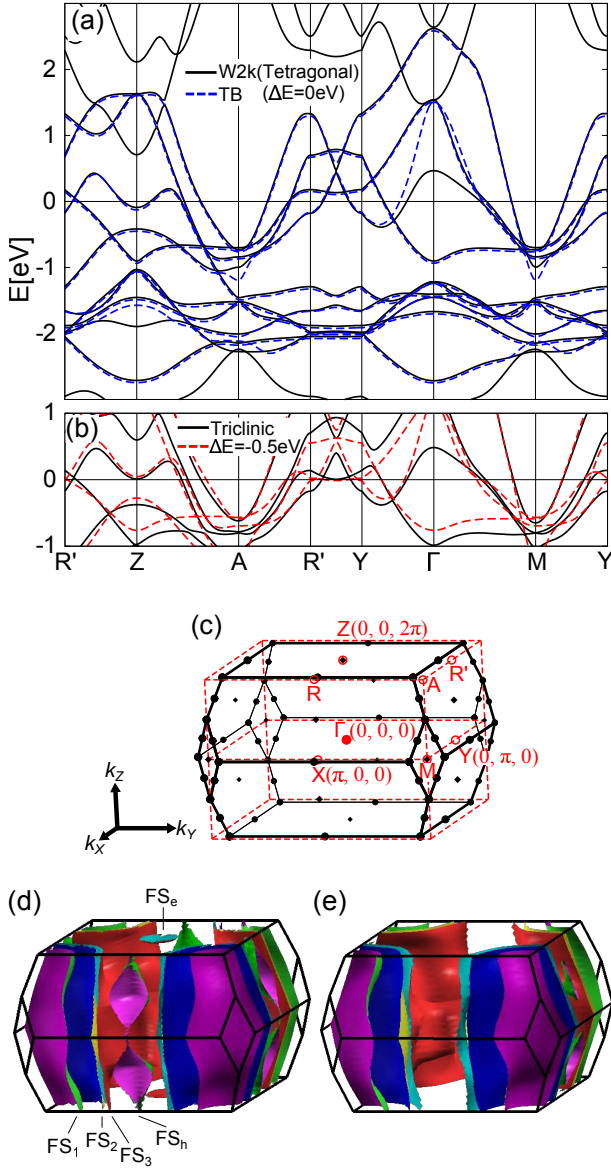 (a)
W2k(Tetragonal)
TB (ΔE=0eV)
E[eV]
2
1
0
-1
-2
(b)
Triclinic
ΔE=-0.5eV
1
0
-1
R' Z A R' Y Γ M Y
(c)
Z(0, 0, 2π)
R A R'
Γ(0, 0, 0)
X(π, 0, 0) M Y(0, π, 0)
kZ
kX kY
(d) FSe (e)
FS1 FS2 FS3 FSh